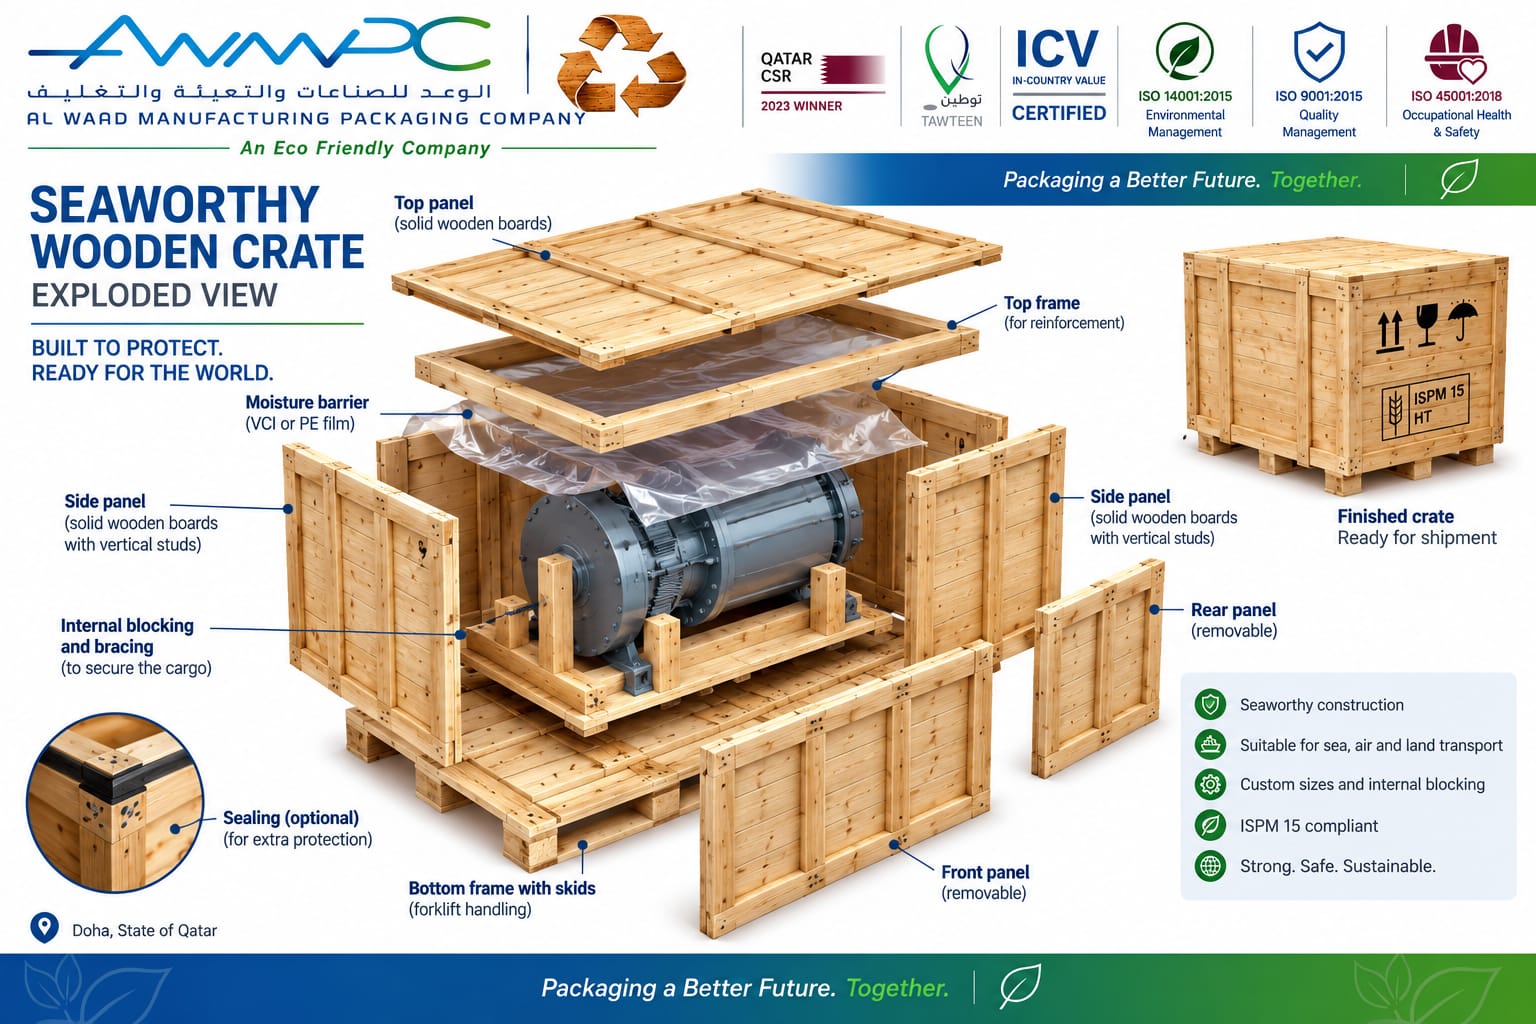 AWMPC
الوعد للصناعات والتعبئة والتغليف
AL WAAD MANUFACTURING PACKAGING COMPANY
An Eco Friendly Company
QATAR
CSR
2023 WINNER
توطين
TAWTEEN
ICV
IN-COUNTRY VALUE
CERTIFIED
ISO 14001:2015
Environmental
Management
ISO 9001:2015
Quality
Management
ISO 45001:2018
Occupational Health
& Safety
Packaging a Better Future. Together.
SEAWORTHY
WOODEN CRATE
EXPLODED VIEW
BUILT TO PROTECT.
READY FOR THE WORLD.
Top panel
(solid wooden boards)
Top frame
(for reinforcement)
Moisture barrier
(VCI or PE film)
Side panel
(solid wooden boards
with vertical studs)
Internal blocking
and bracing
(to secure the cargo)
Sealing (optional)
(for extra protection)
Bottom frame with skids
(forklift handling)
Front panel
(removable)
Side panel
(solid wooden boards
with vertical studs)
Rear panel
(removable)
ISPM 15
HT
Finished crate
Ready for shipment
Seaworthy construction
Suitable for sea, air and land transport
Custom sizes and internal blocking
ISPM 15 compliant
Strong. Safe. Sustainable.
Doha, State of Qatar
Packaging a Better Future. Together.